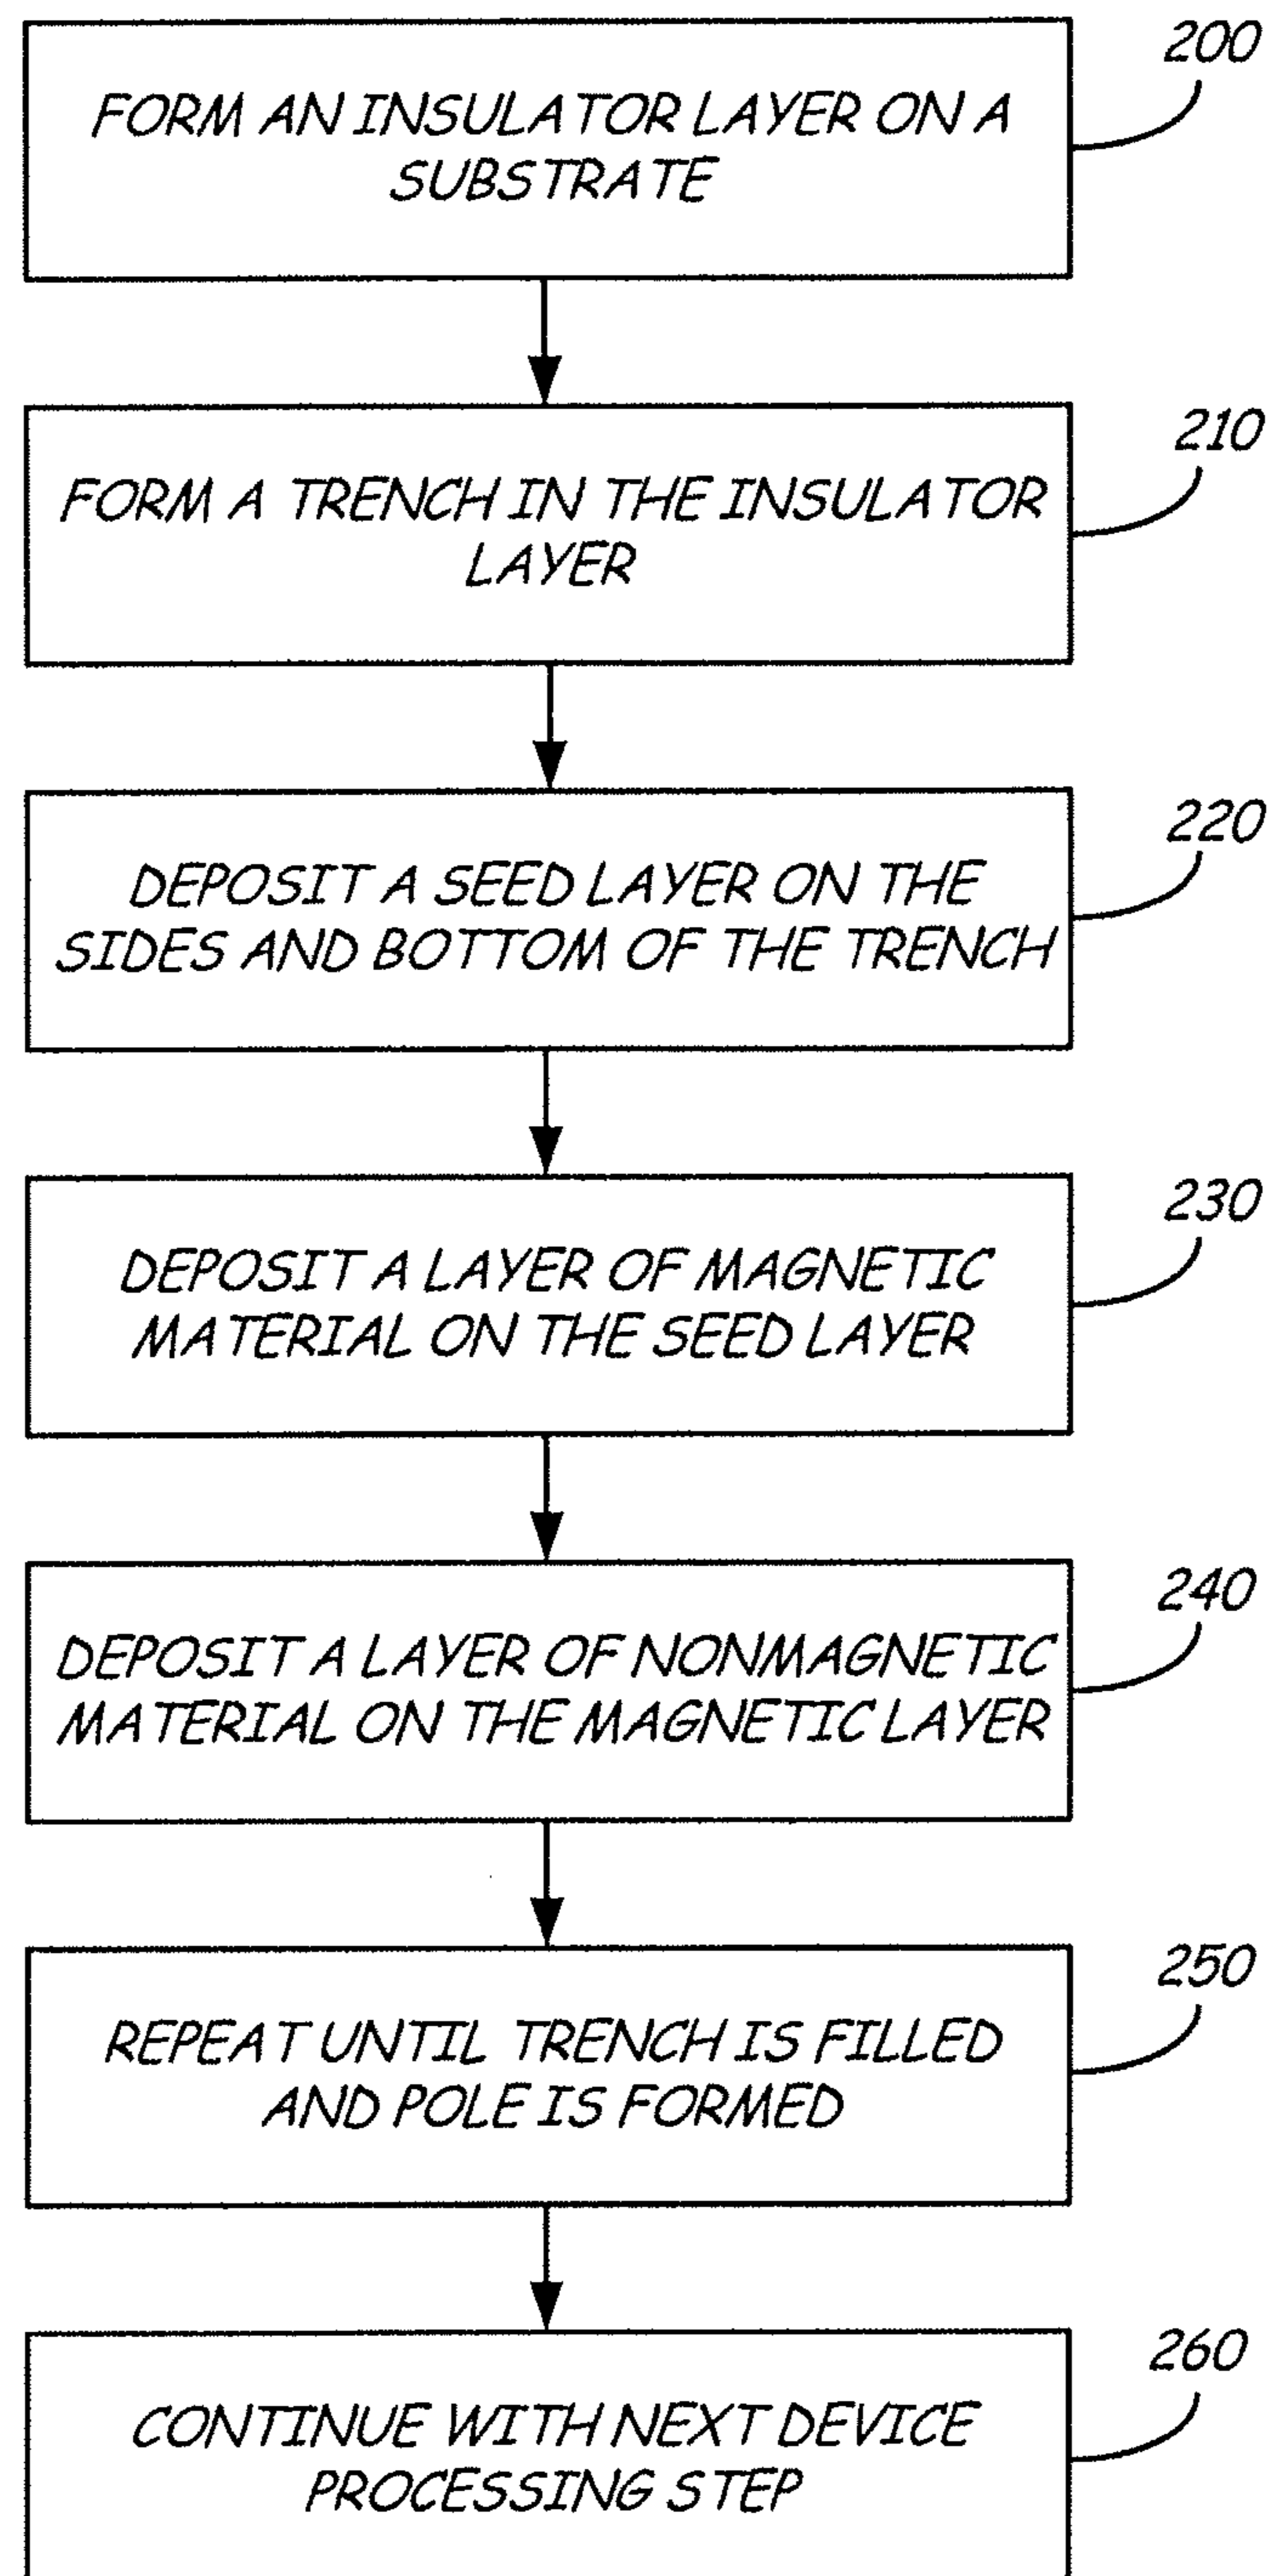 FORM AN INSULATOR LAYER ON A
SUBSTRATE
200
FORM A TRENCH IN THE INSULATOR
LAYER
210
DEPOSIT A SEED LAYER ON THE
SIDES AND BOTTOM OF THE TRENCH
220
DEPOSIT A LAYER OF MAGNETIC
MATERIAL ON THE SEED LAYER
230
DEPOSIT A LAYER OF NONMAGNETIC
MATERIAL ON THE MAGNETIC LAYER
240
REPEAT UNTIL TRENCH IS FILLED
AND POLE IS FORMED
250
CONTINUE WITH NEXT DEVICE
PROCESSING STEP
260